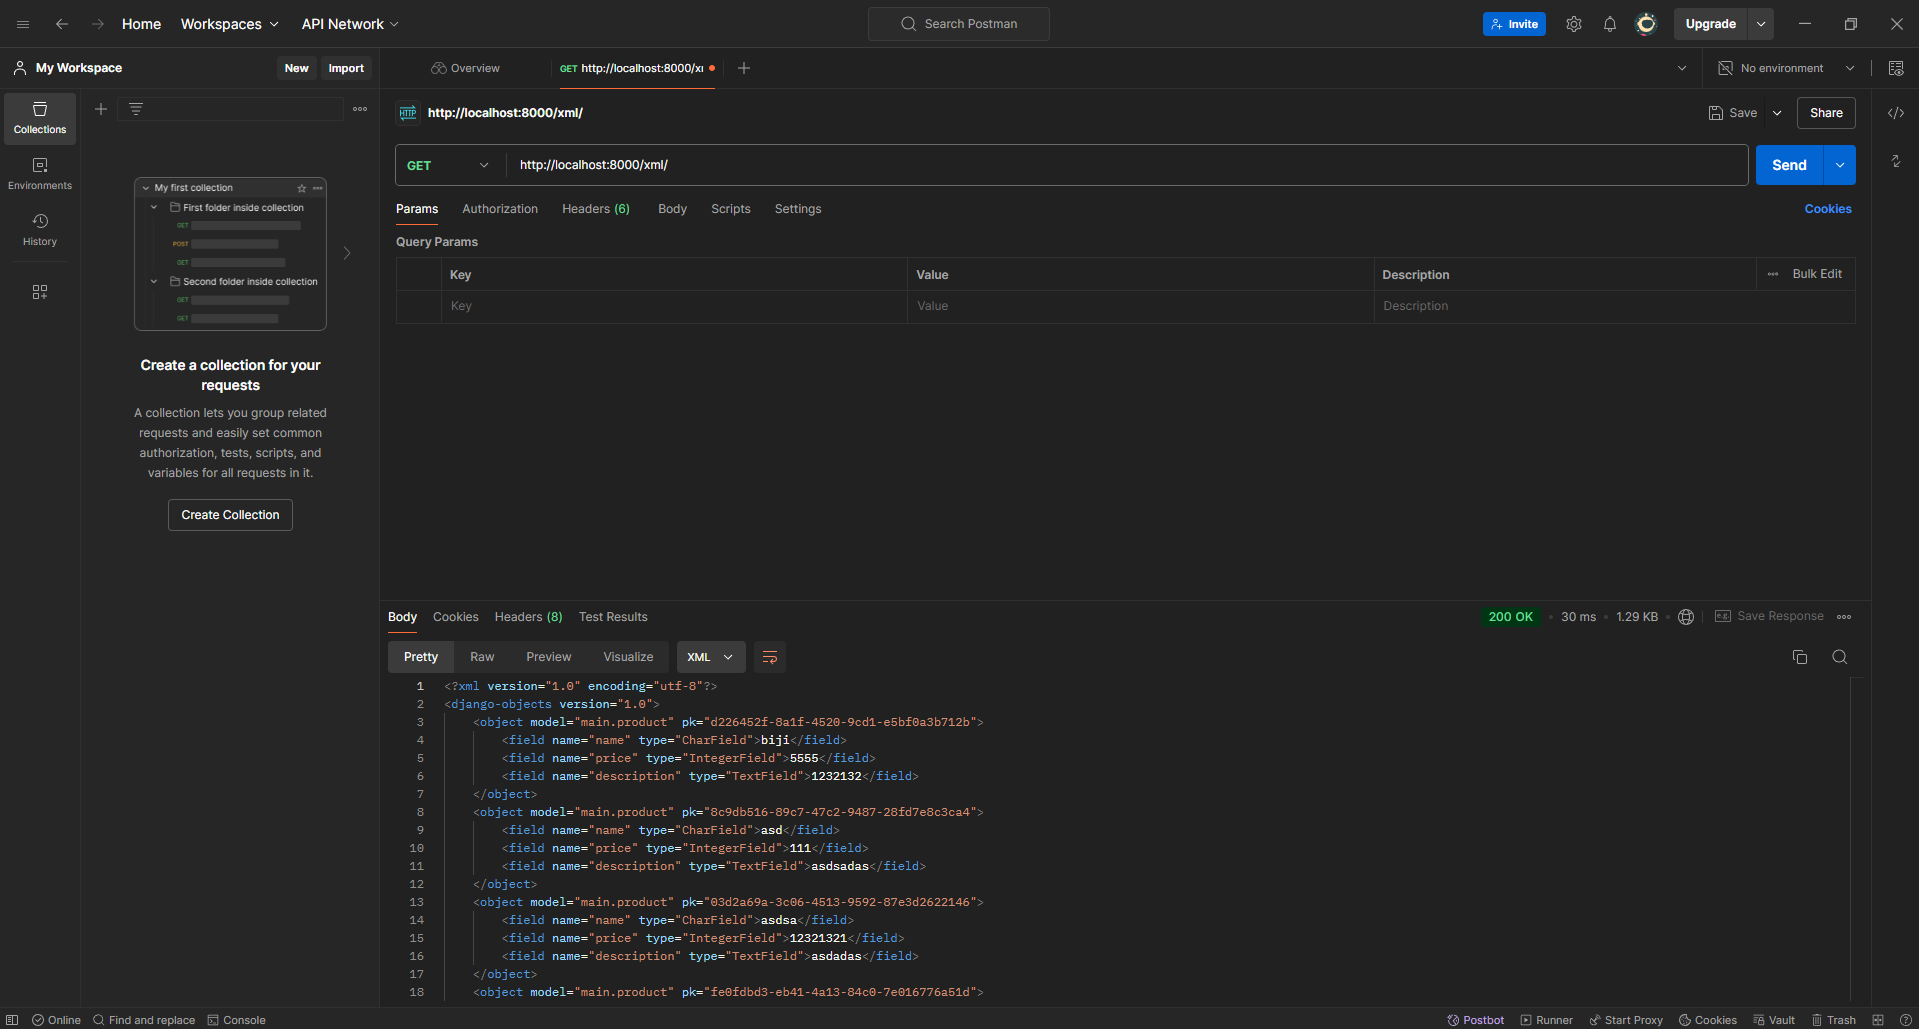 Home Workspaces API Network Search Postman Invite Upgrade
My Workspace New Import Overview GET http://localhost:8000/x No environment
Collections
Environments
History
My first collection
First folder inside collection
GET
POST
GET
Second folder inside collection
GET
GET
Create a collection for your
requests
A collection lets you group related
requests and easily set common
authorization, tests, scripts, and
variables for all requests in it.
Create Collection
HTTP http://localhost:8000/xml/ Save Share
GET http://localhost:8000/xml/ Send
Params Authorization Headers (6) Body Scripts Settings Cookies
Query Params
Key Value Description Bulk Edit
Key Value Description
Body Cookies Headers (8) Test Results 200 OK • 30 ms • 1.29 KB • e.g. Save Response
Pretty Raw Preview Visualize XML
1 <?xml version="1.0" encoding="utf-8"?>
2 <django-objects version="1.0">
3 <object model="main.product" pk="d226452f-8a1f-4520-9cd1-e5bf0a3b712b">
4 <field name="name" type="CharField">biji</field>
5 <field name="price" type="IntegerField">5555</field>
6 <field name="description" type="TextField">1232132</field>
7 </object>
8 <object model="main.product" pk="8c9db516-89c7-47c2-9487-28fd7e8c3ca4">
9 <field name="name" type="CharField">asd</field>
10 <field name="price" type="IntegerField">111</field>
11 <field name="description" type="TextField">asdsadas</field>
12 </object>
13 <object model="main.product" pk="03d2a69a-3c06-4513-9592-87e3d2622146">
14 <field name="name" type="CharField">asdsa</field>
15 <field name="price" type="IntegerField">12321321</field>
16 <field name="description" type="TextField">asdadas</field>
17 </object>
18 <object model="main.product" pk="fe0fdbd3-eb41-4a13-84c0-7e016776a51d">
Online Find and replace Console Postbot Runner Start Proxy Cookies Vault Trash